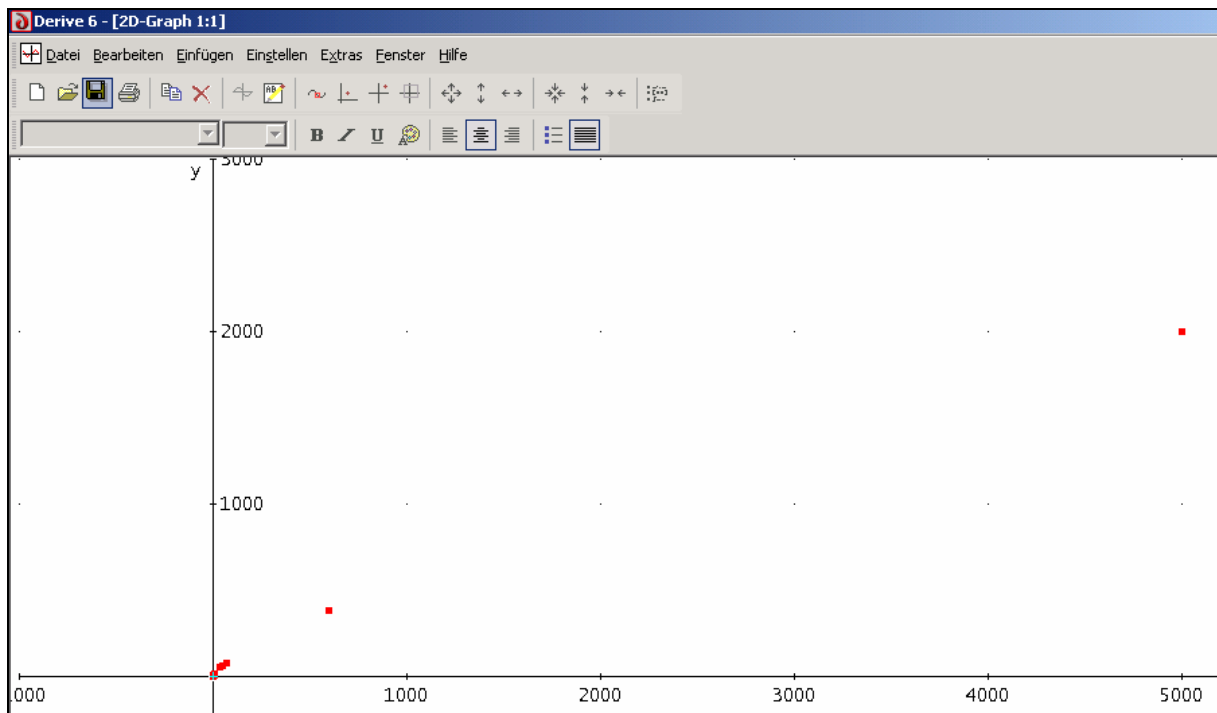 Derive 6 - [2D-Graph 1:1]
Datei Bearbeiten Einfügen Einstellen Extras Fenster Hilfe
B I U
3000
y
2000
1000
.000 1000 2000 3000 4000 5000